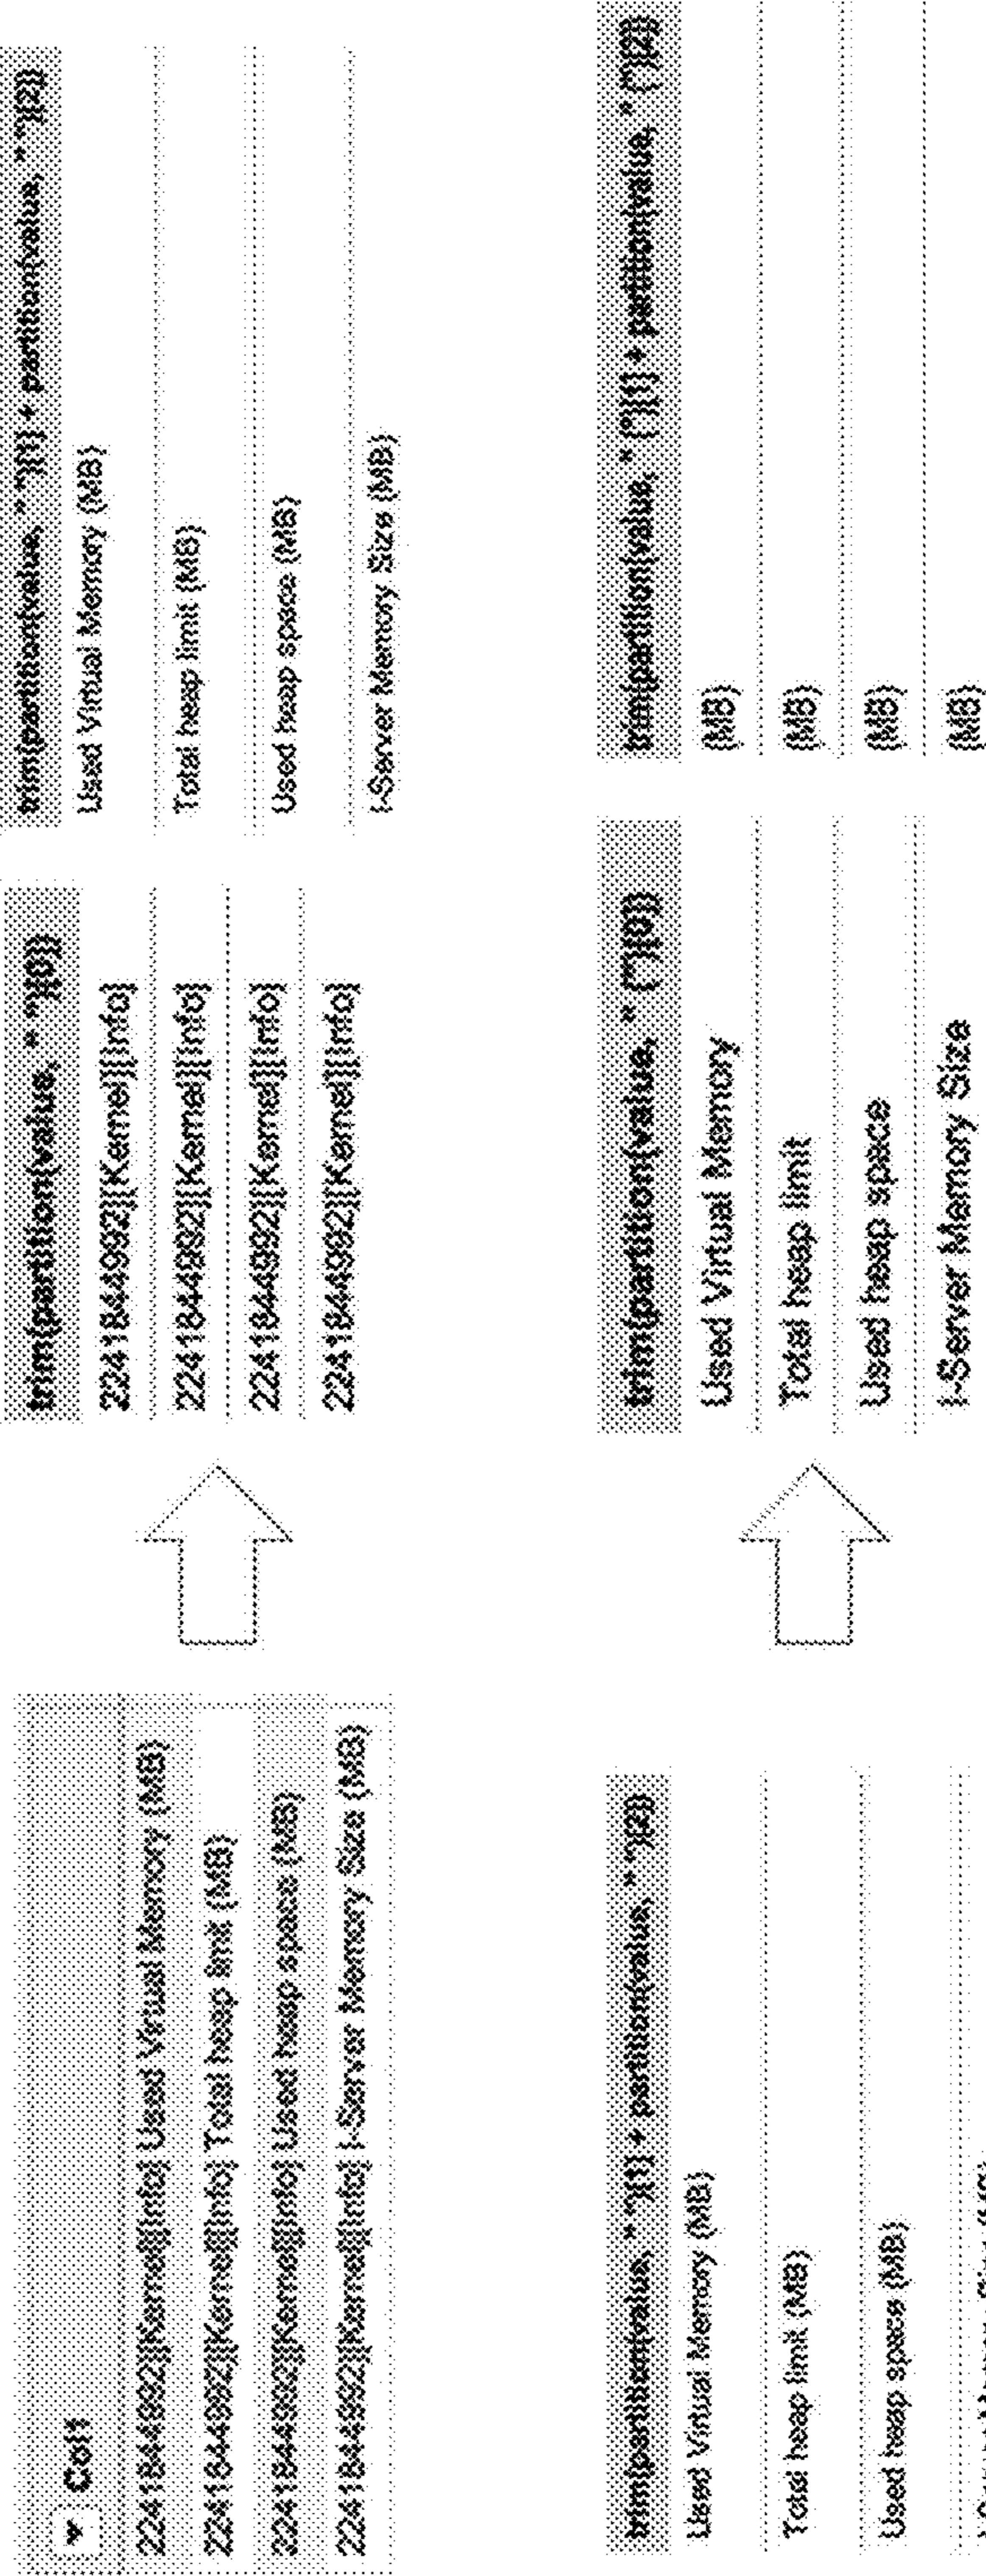 Col1
2241844992][Kernel][Info] Used Virtual Memory (MB)
2241844992][Kernel][Info] Total heap limit (MB)
2241844992][Kernel][Info] Used heap space (MB)
2241844992][Kernel][Info] I-Server Memory Size (MB)
trim(partition(value, " ")[0])
2241844992][Kernel][Info]
2241844992][Kernel][Info]
2241844992][Kernel][Info]
2241844992][Kernel][Info]
trim(partition(value, " ")[1] + partition(value, " ")[2])
Used Virtual Memory (MB)
Total heap limit (MB)
Used heap space (MB)
I-Server Memory Size (MB)
trim(partition(value, " ")[1] + partition(value, " ")[2])
Used Virtual Memory (MB)
Total heap limit (MB)
Used heap space (MB)
trim(partition(value, " (")[0])
Used Virtual Memory
Total heap limit
Used heap space
I-Server Memory Size
trim(partition(value, " (")[1] + partition(value, " (")[2])
(MB)
(MB)
(MB)
(MB)